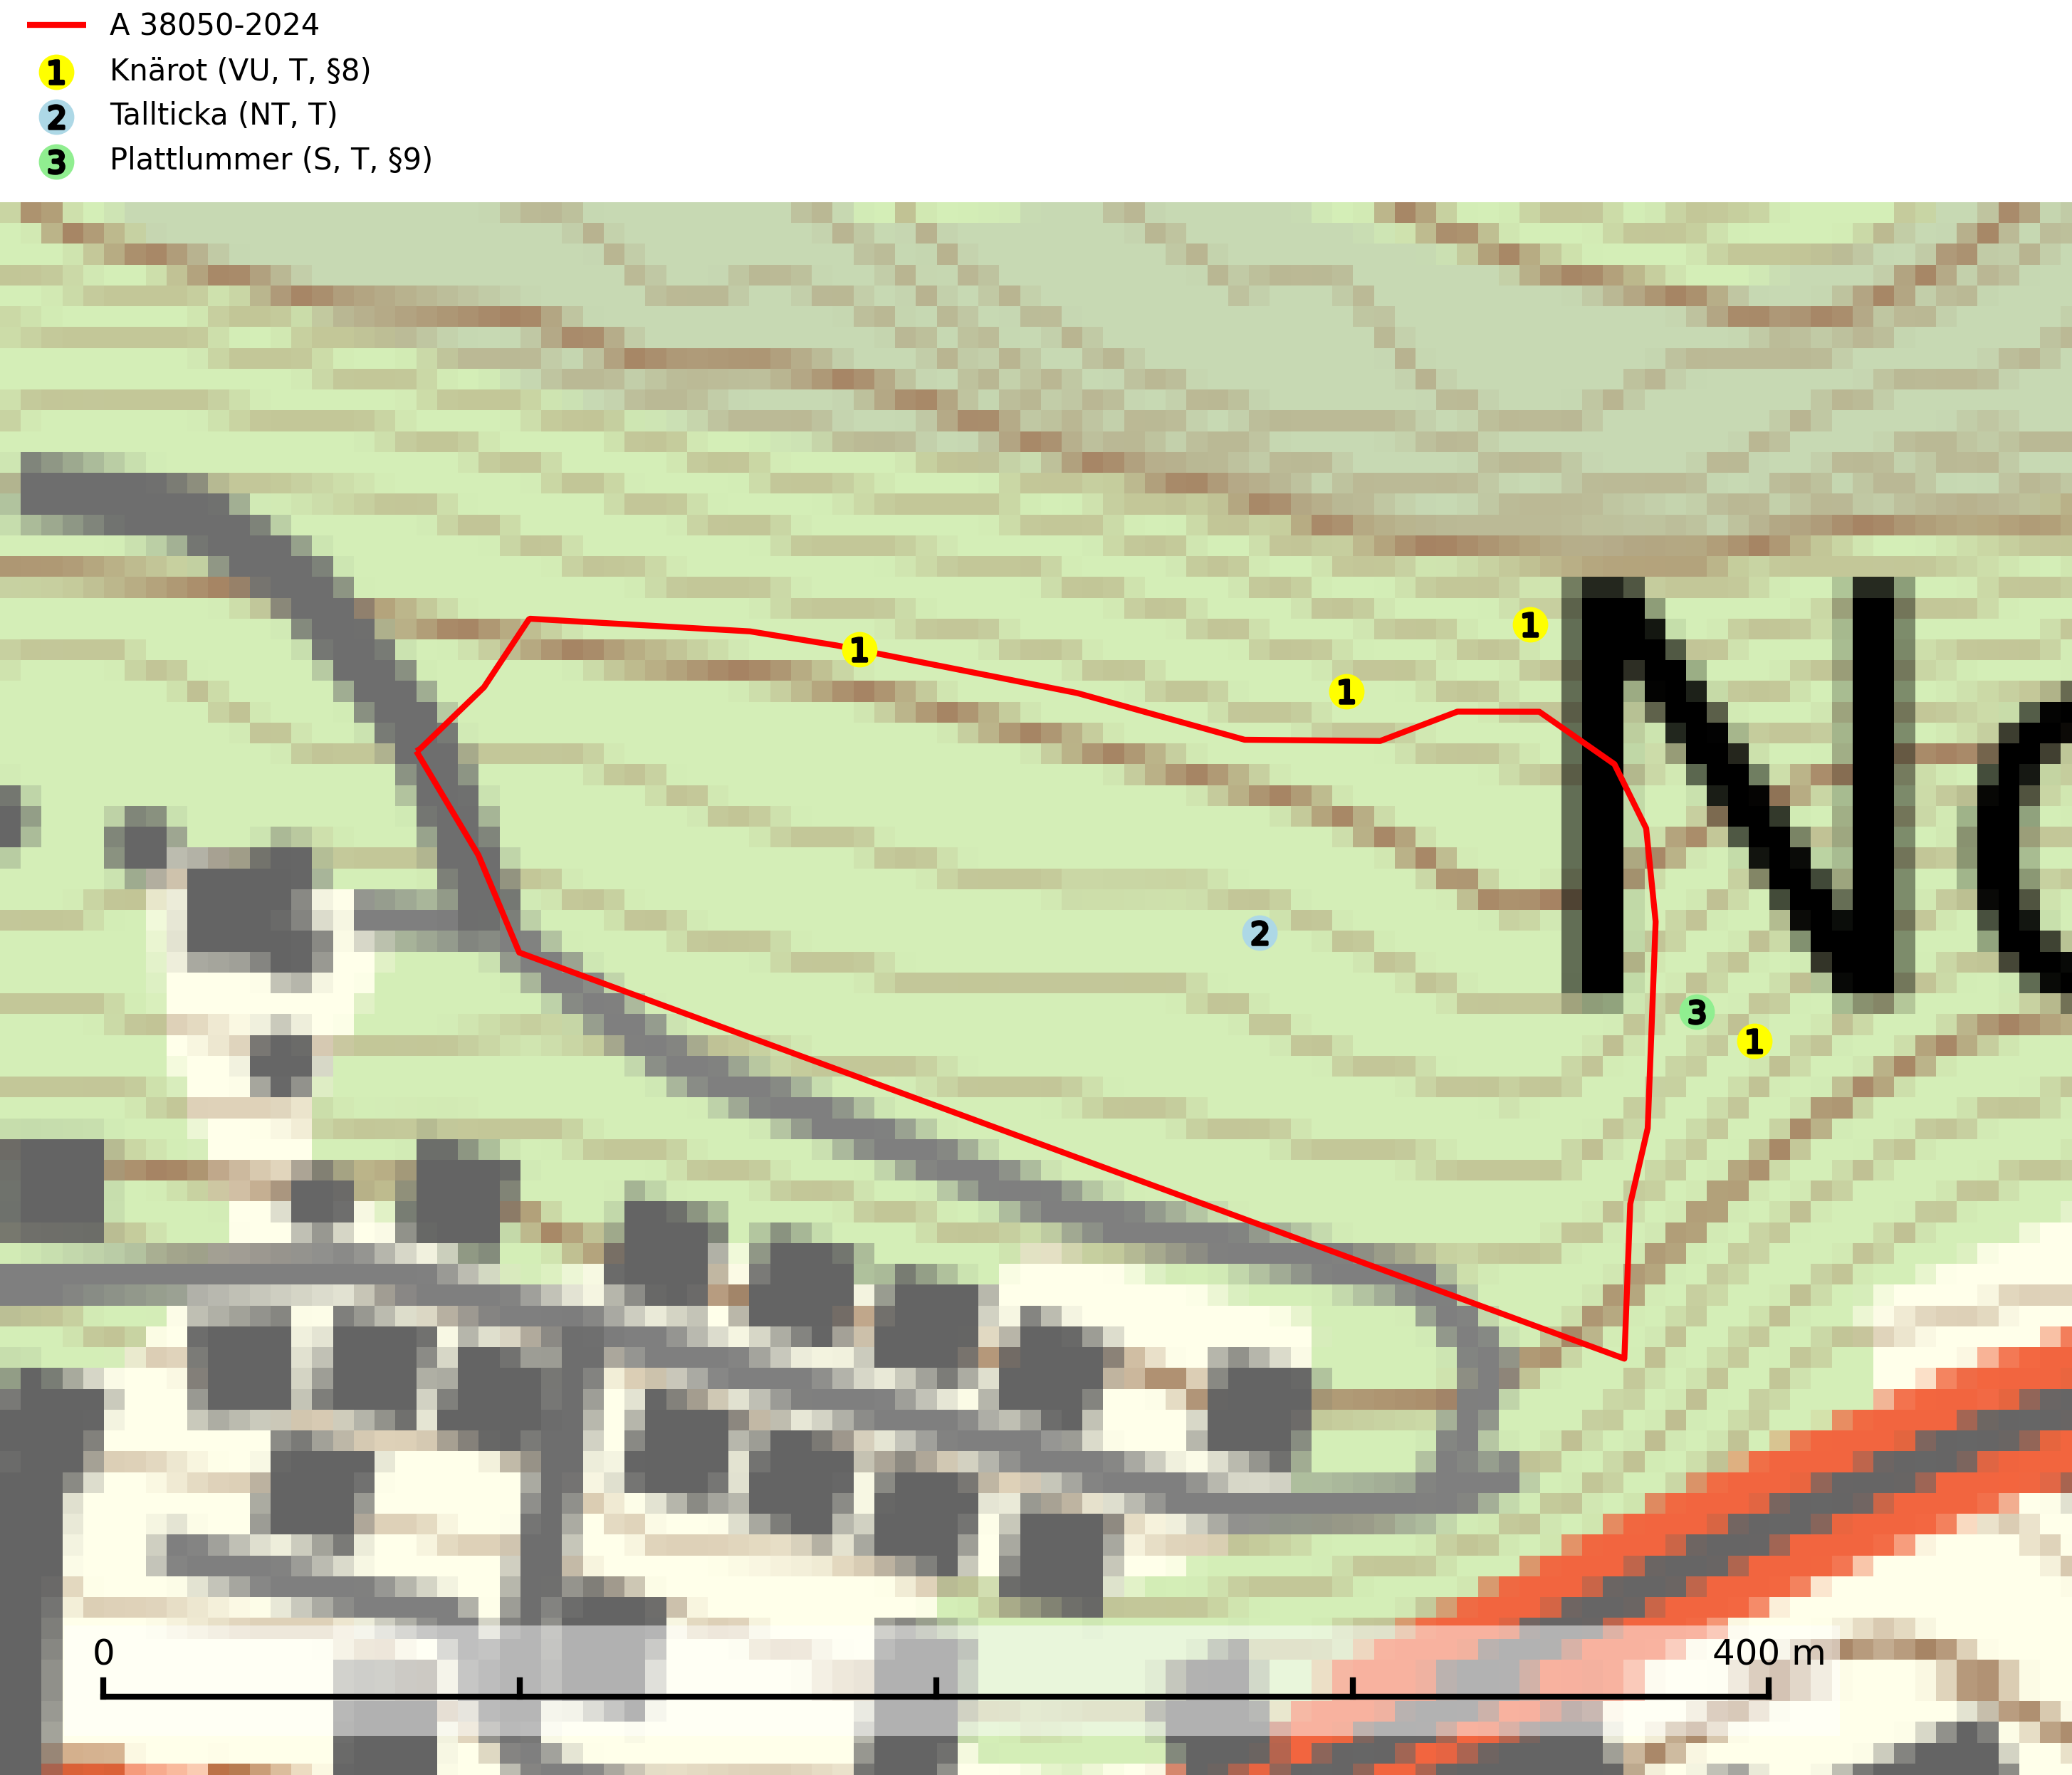 A 38050-2024
1 Knärot (VU, T, §8)
2 Tallticka (NT, T)
3 Plattlummer (S, T, §9)
1
1
1
N
2
3
1
0 400 m